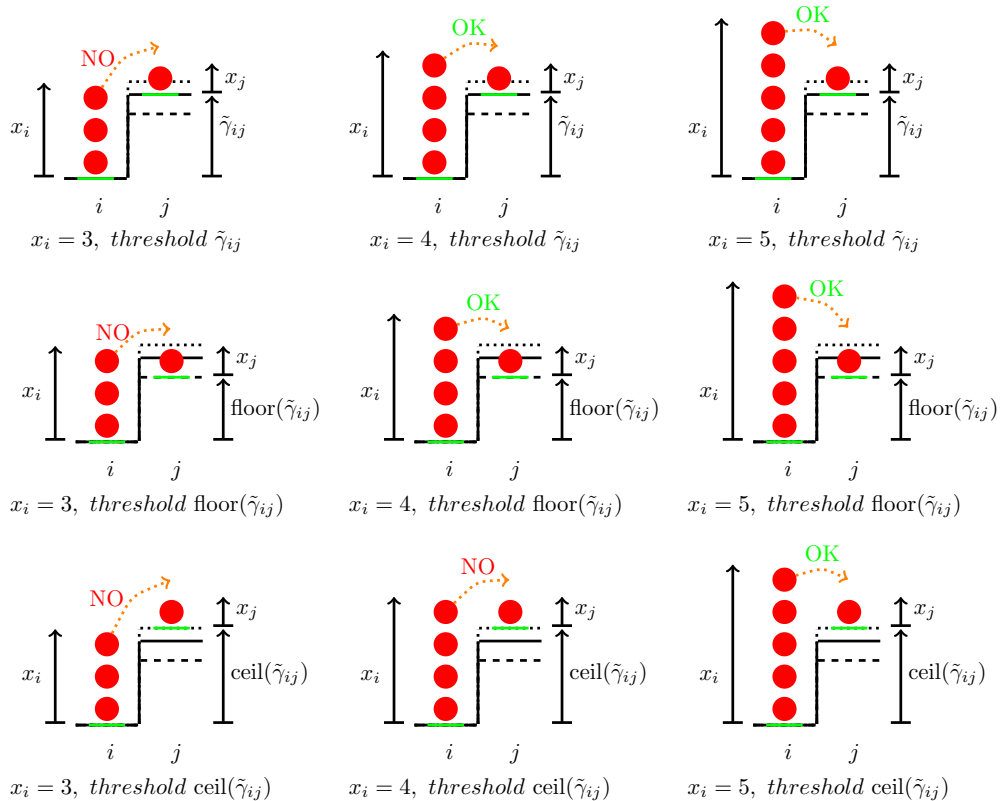 NO
OK
OK
x_i
x_j
γ̃_ij
x_i
x_j
γ̃_ij
x_i
x_j
γ̃_ij
i j
i j
i j
x_i = 3, threshold γ̃_ij
x_i = 4, threshold γ̃_ij
x_i = 5, threshold γ̃_ij
NO
OK
OK
x_i
x_j
floor(γ̃_ij)
x_i
x_j
floor(γ̃_ij)
x_i
x_j
floor(γ̃_ij)
i j
i j
i j
x_i = 3, threshold floor(γ̃_ij)
x_i = 4, threshold floor(γ̃_ij)
x_i = 5, threshold floor(γ̃_ij)
NO
NO
OK
x_i
x_j
ceil(γ̃_ij)
x_i
x_j
ceil(γ̃_ij)
x_i
x_j
ceil(γ̃_ij)
i j
i j
i j
x_i = 3, threshold ceil(γ̃_ij)
x_i = 4, threshold ceil(γ̃_ij)
x_i = 5, threshold ceil(γ̃_ij)